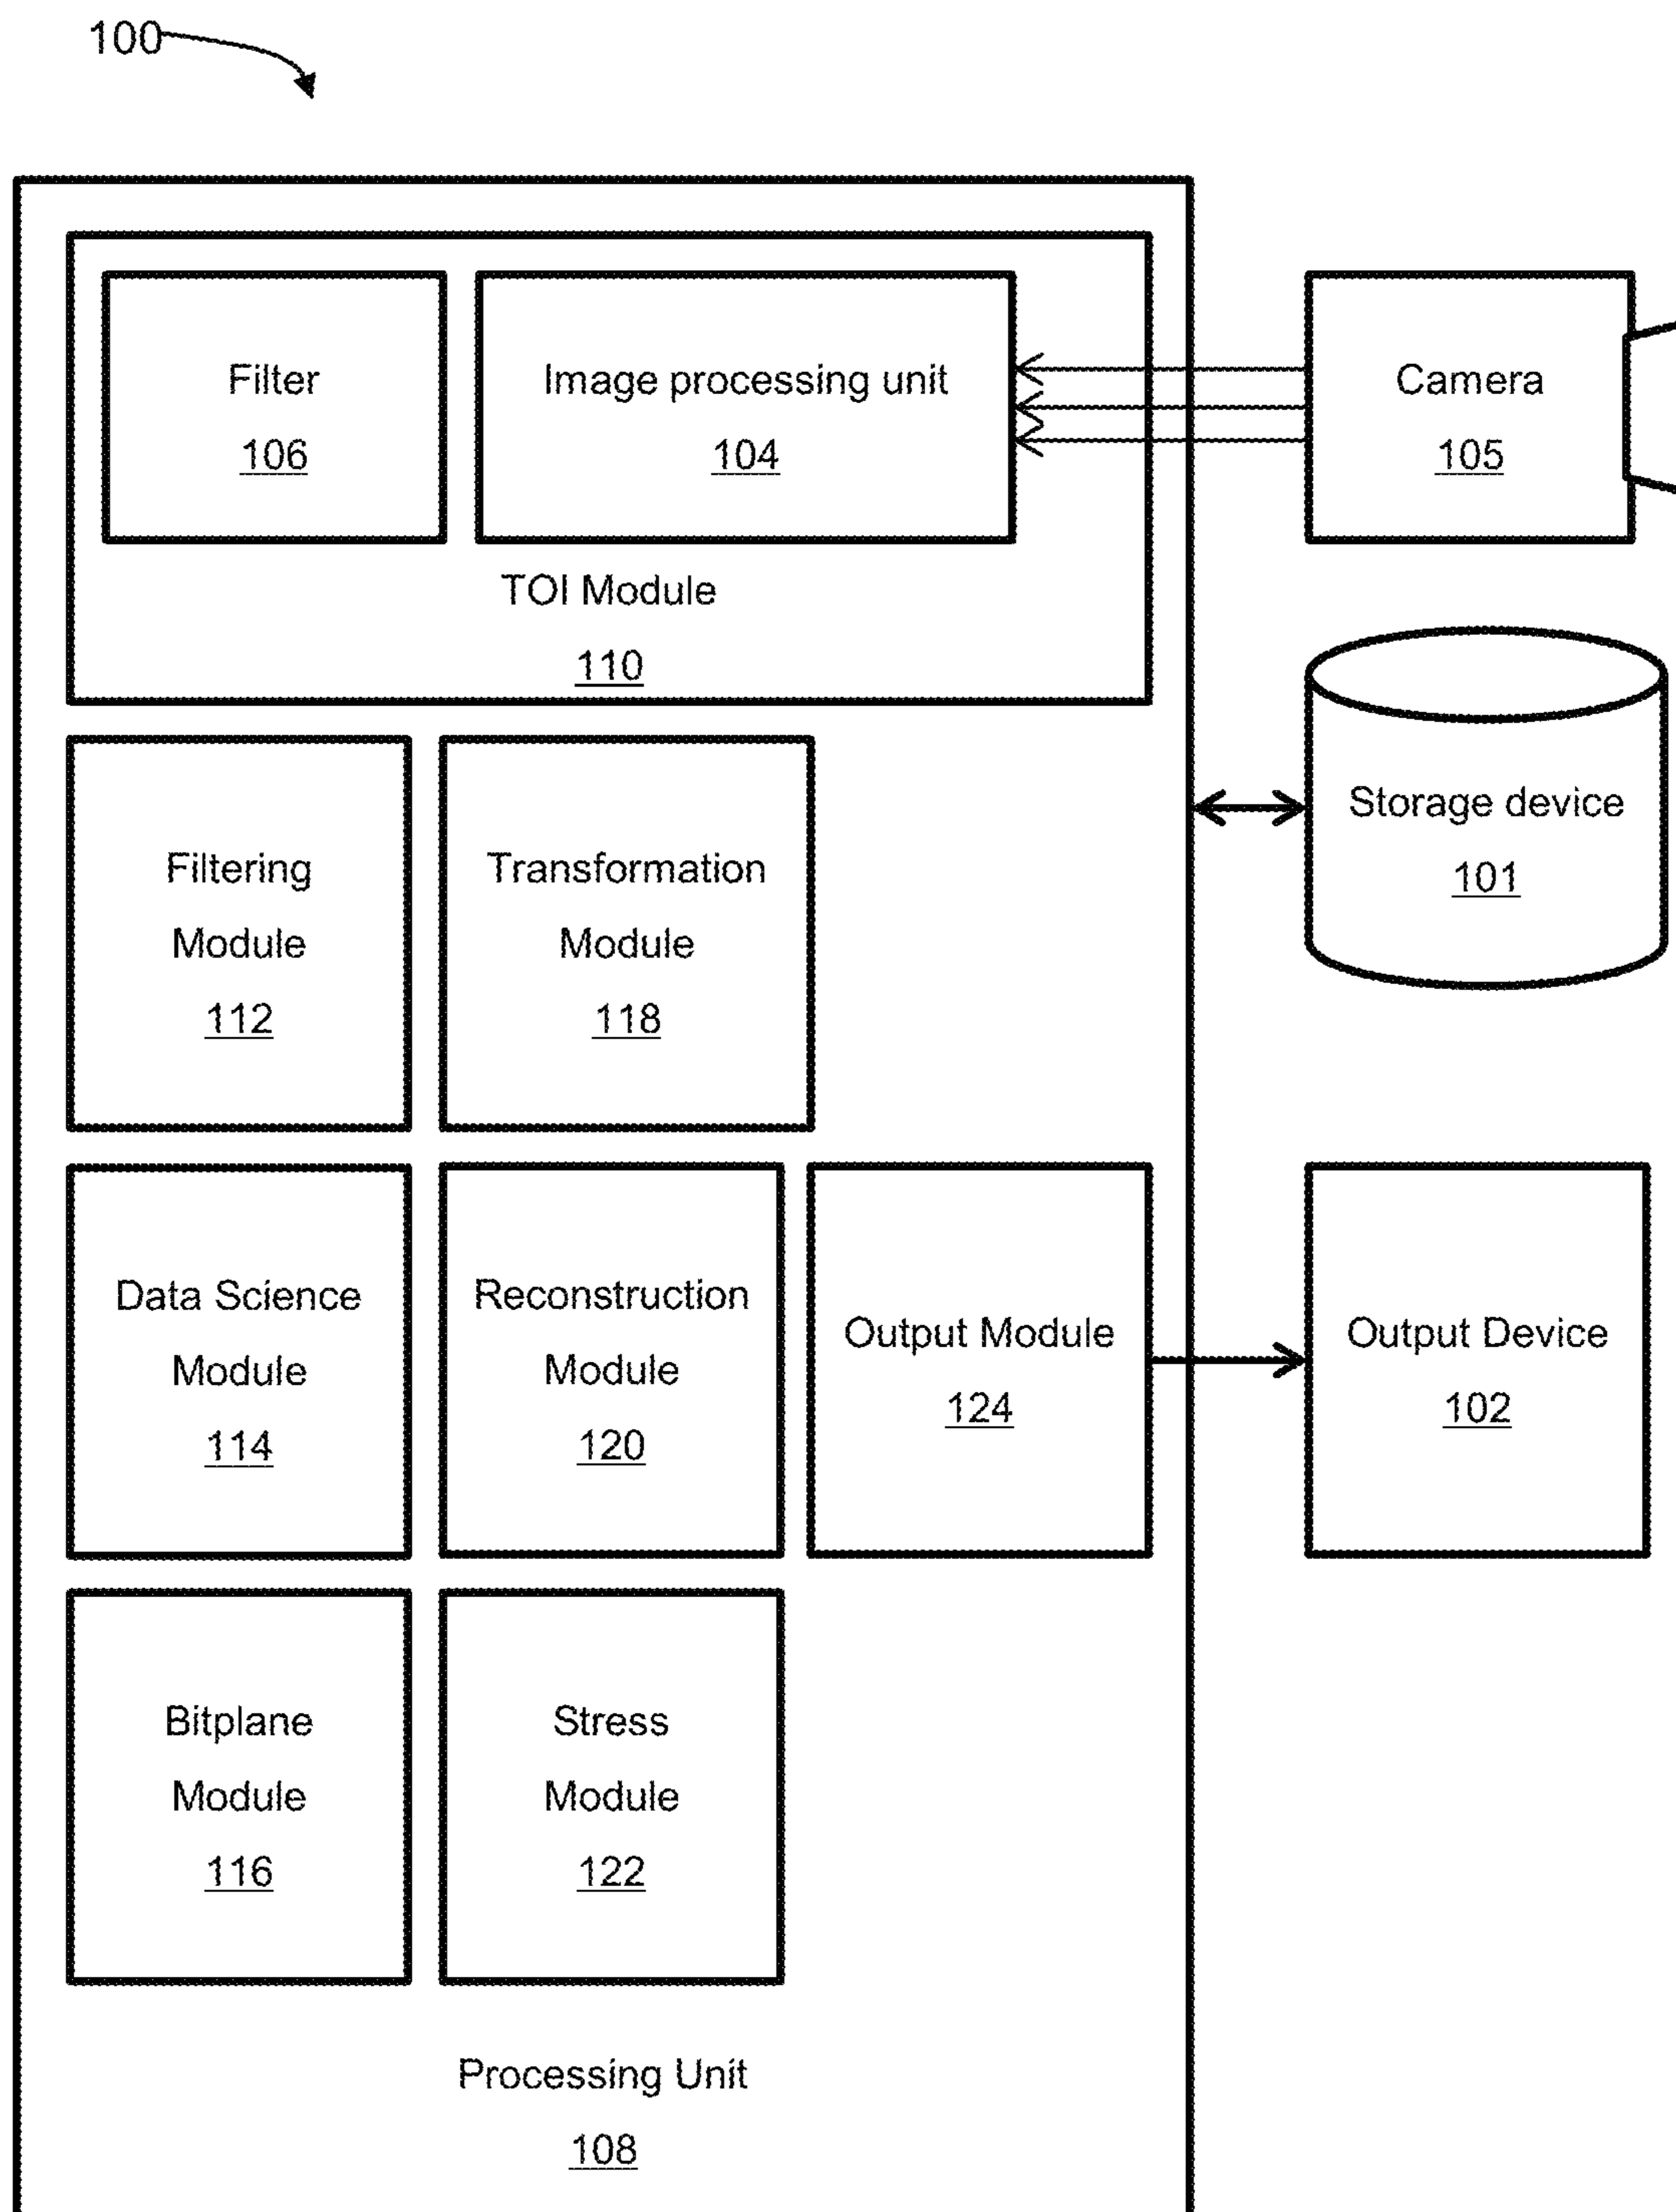 100
Filter
106
Image processing unit
104
Camera
105
TOI Module
110
Storage device
101
Filtering
Module
112
Transformation
Module
118
Data Science
Module
114
Reconstruction
Module
120
Output Module
124
Output Device
102
Bitplane
Module
116
Stress
Module
122
Processing Unit
108